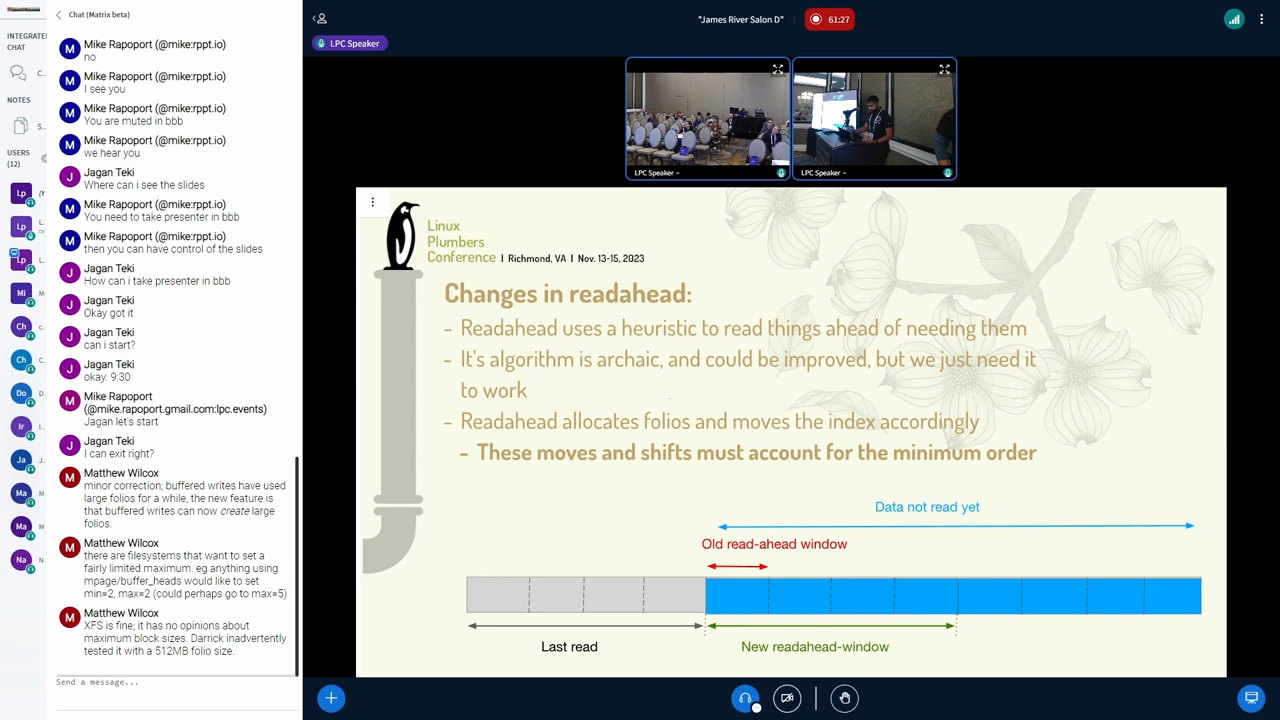 Chat (Matrix beta)
"James River Salon D"
61:27
LPC Speaker
INTEGRATE
CHAT
C...
NOTES
S...
USERS
(12)
Lp
Lp
Lp
Mi
Ch
Ch
Do
Ir
Ja
Ma
Ma
Na
M
Mike Rapoport (@mike:rppt.io)
no
M
Mike Rapoport (@mike:rppt.io)
I see you
M
Mike Rapoport (@mike:rppt.io)
You are muted in bbb
M
Mike Rapoport (@mike:rppt.io)
we hear you
J
Jagan Teki
Where can i see the slides
M
Mike Rapoport (@mike:rppt.io)
You need to take presenter in bbb
M
Mike Rapoport (@mike:rppt.io)
then you can have control of the slides
J
Jagan Teki
How can i take presenter in bbb
J
Jagan Teki
Okay got it
J
Jagan Teki
can i start?
J
Jagan Teki
okay. 9:30
M
Mike Rapoport
(@mike.rapoport.gmail.com:lpc.events)
Jagan let's start
J
Jagan Teki
I can exit right?
M
Matthew Wilcox
minor correction; buffered writes have used
large folios for a while, the new feature is
that buffered writes can now create large
folios.
M
Matthew Wilcox
there are filesystems that want to set a
fairly limited maximum. eg anything using
mpage/buffer_heads would like to set
min=2, max=2 (could perhaps go to max=5)
M
Matthew Wilcox
XFS is fine; it has no opinions about
maximum block sizes. Darrick inadvertently
tested it with a 512MB folio size.
Send a message...
LPC Speaker
LPC Speaker
Linux
Plumbers
Conference | Richmond, VA | Nov. 13-15, 2023
Changes in readahead:
- Readahead uses a heuristic to read things ahead of needing them
- It's algorithm is archaic, and could be improved, but we just need it
to work
- Readahead allocates folios and moves the index accordingly
- These moves and shifts must account for the minimum order
Data not read yet
Old read-ahead window
Last read
New readahead-window